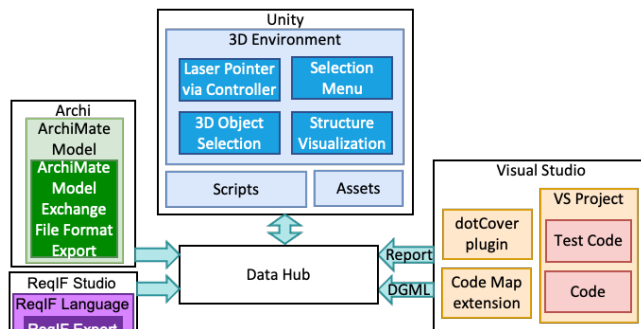 Unity
3D Environment
Laser Pointer
via Controller
Selection
Menu
3D Object
Selection
Structure
Visualization
Scripts
Assets
Archi
ArchiMate
Model
ArchiMate
Model
Exchange
File Format
Export
ReqIF Studio
ReqIF Language
ReqIF Export
Data Hub
Report
DGML
Visual Studio
dotCover
plugin
Code Map
extension
VS Project
Test Code
Code